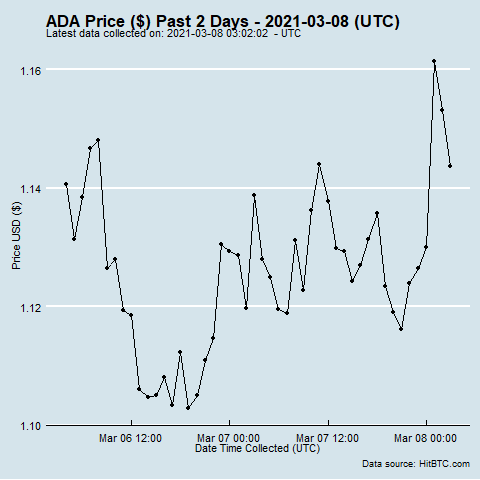 ADA Price ($) Past 2 Days - 2021-03-08 (UTC)
Latest data collected on: 2021-03-08 03:02:02 - UTC
1.16
1.14
1.12
1.10
Price USD ($)
Mar 06 12:00 Mar 07 00:00 Mar 07 12:00 Mar 08 00:00
Date Time Collected (UTC)
Data source: HitBTC.com